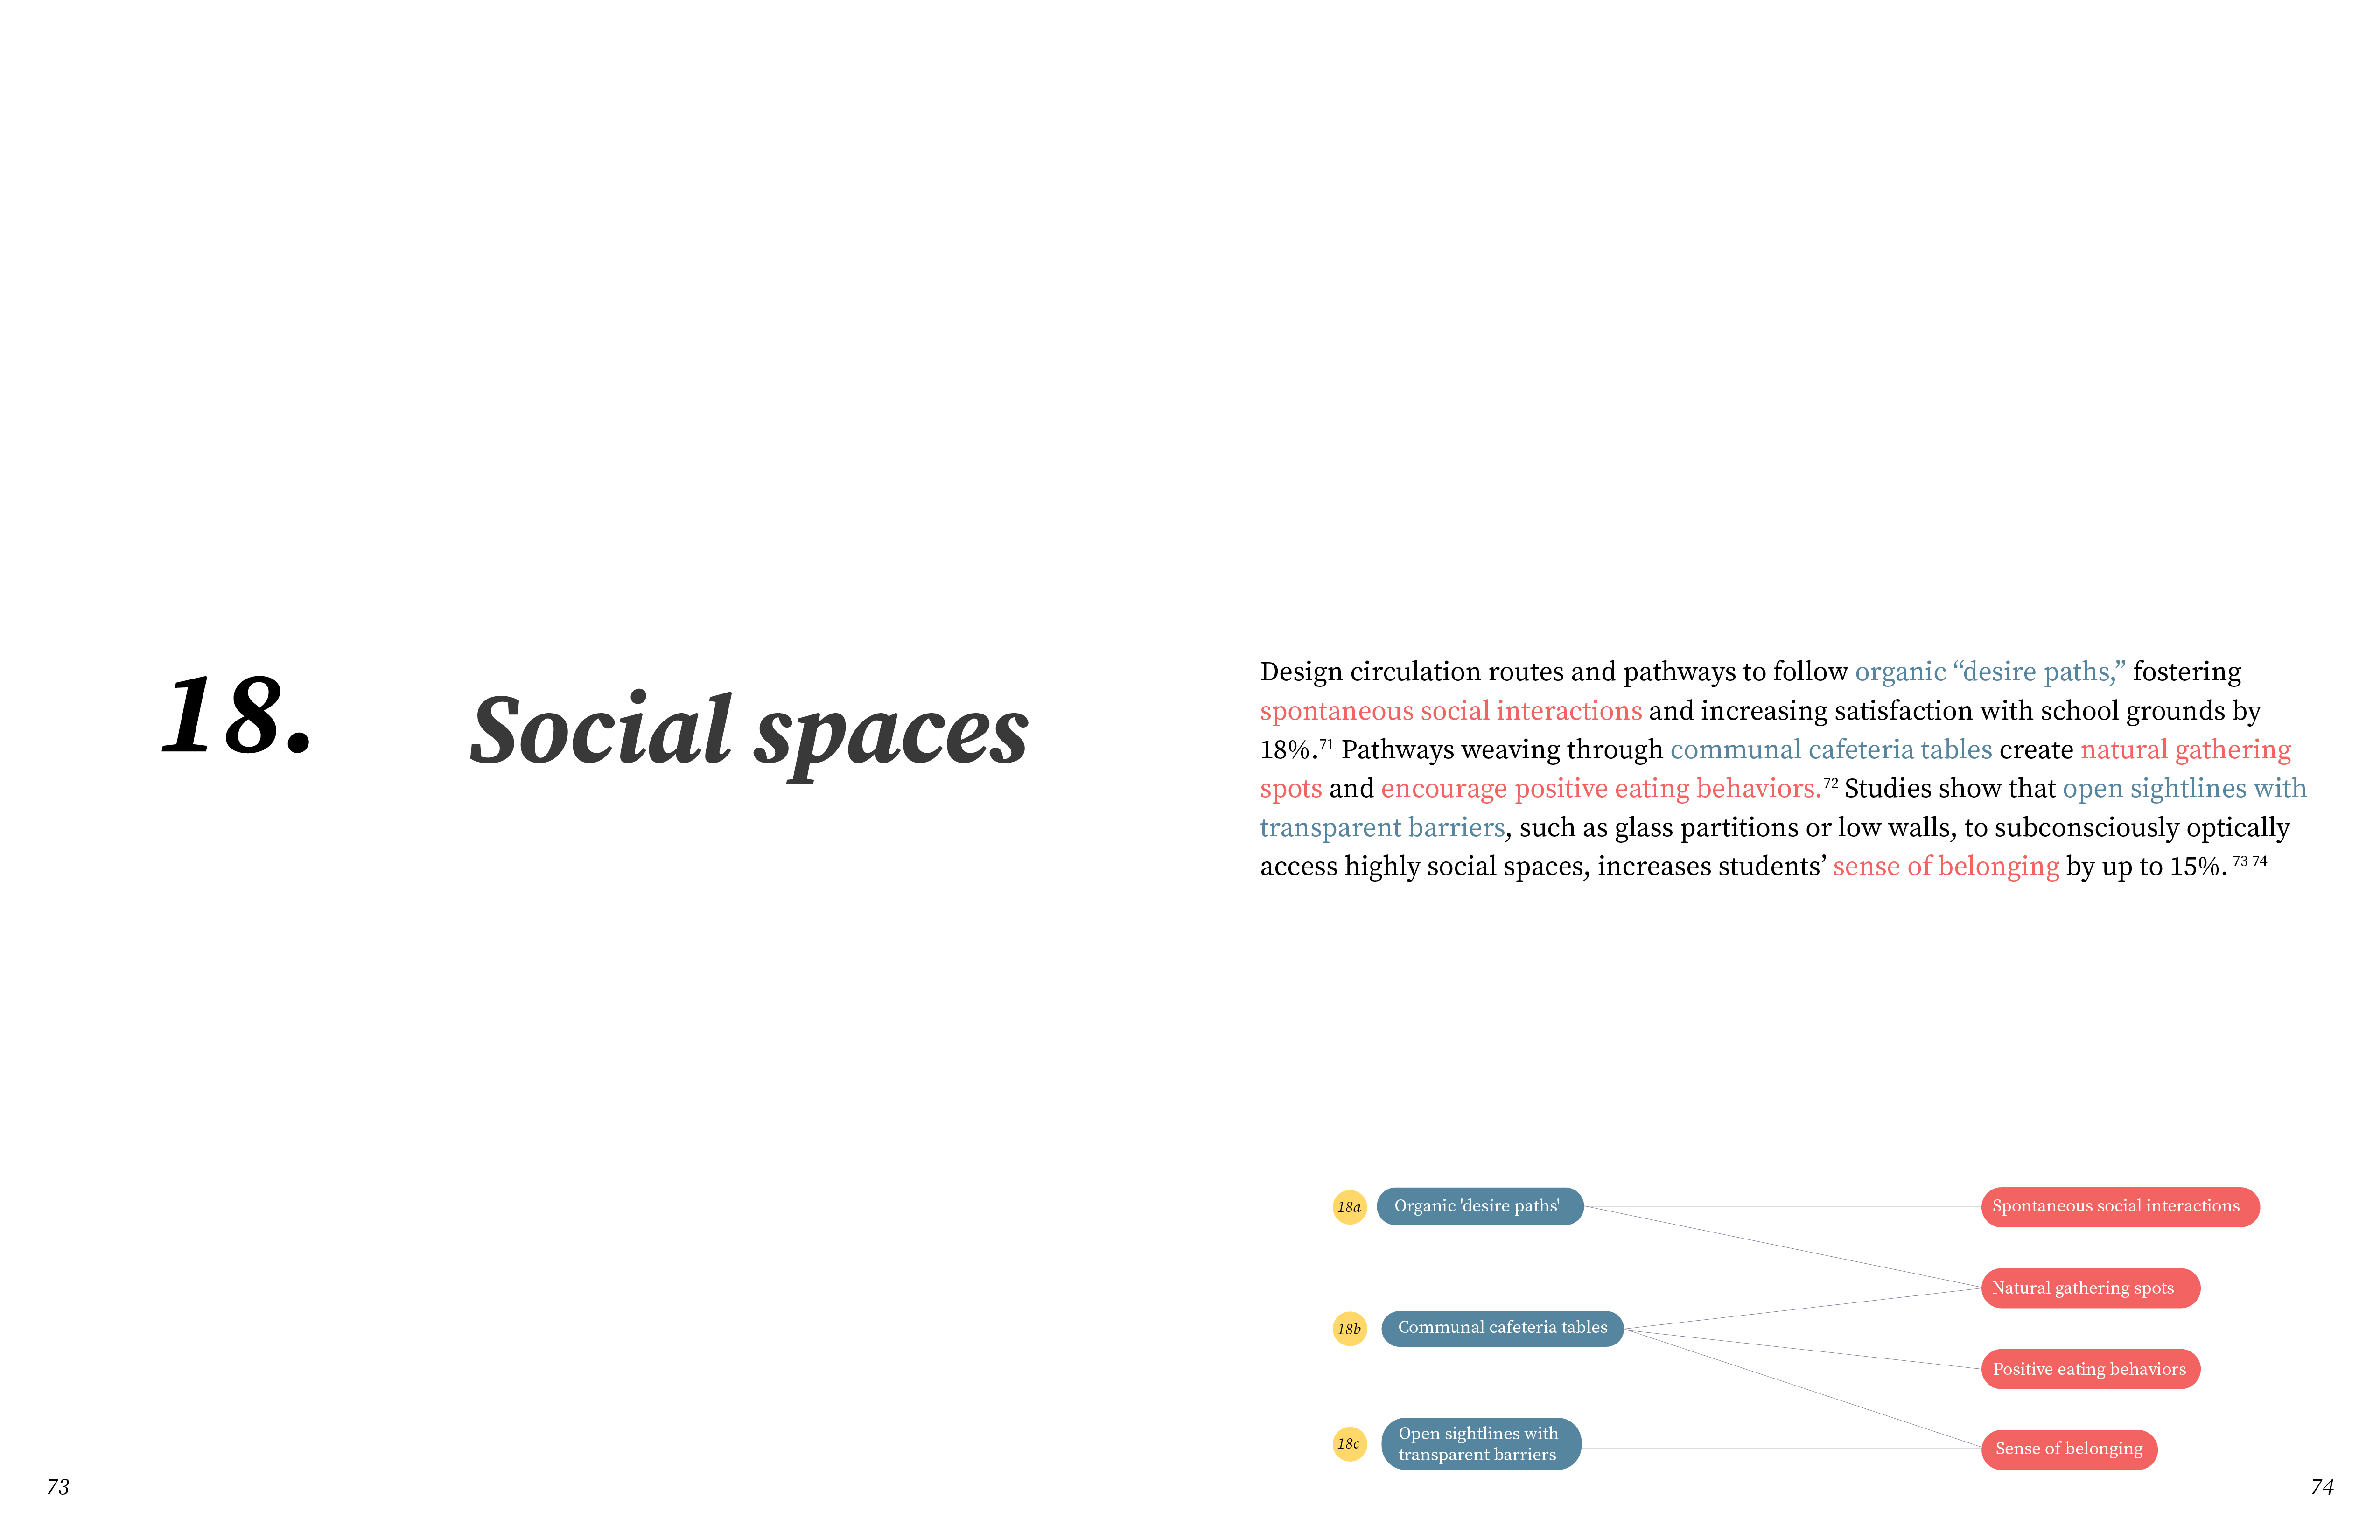 18.
Social spaces
Design circulation routes and pathways to follow organic “desire paths,” fostering
spontaneous social interactions and increasing satisfaction with school grounds by
18%.71 Pathways weaving through communal cafeteria tables create natural gathering
spots and encourage positive eating behaviors.72 Studies show that open sightlines with
transparent barriers, such as glass partitions or low walls, to subconsciously optically
access highly social spaces, increases students’ sense of belonging by up to 15%. 73 74
18a
Organic 'desire paths'
Spontaneous social interactions
Natural gathering spots
18b
Communal cafeteria tables
Positive eating behaviors
18c
Open sightlines with
transparent barriers
Sense of belonging
73
74